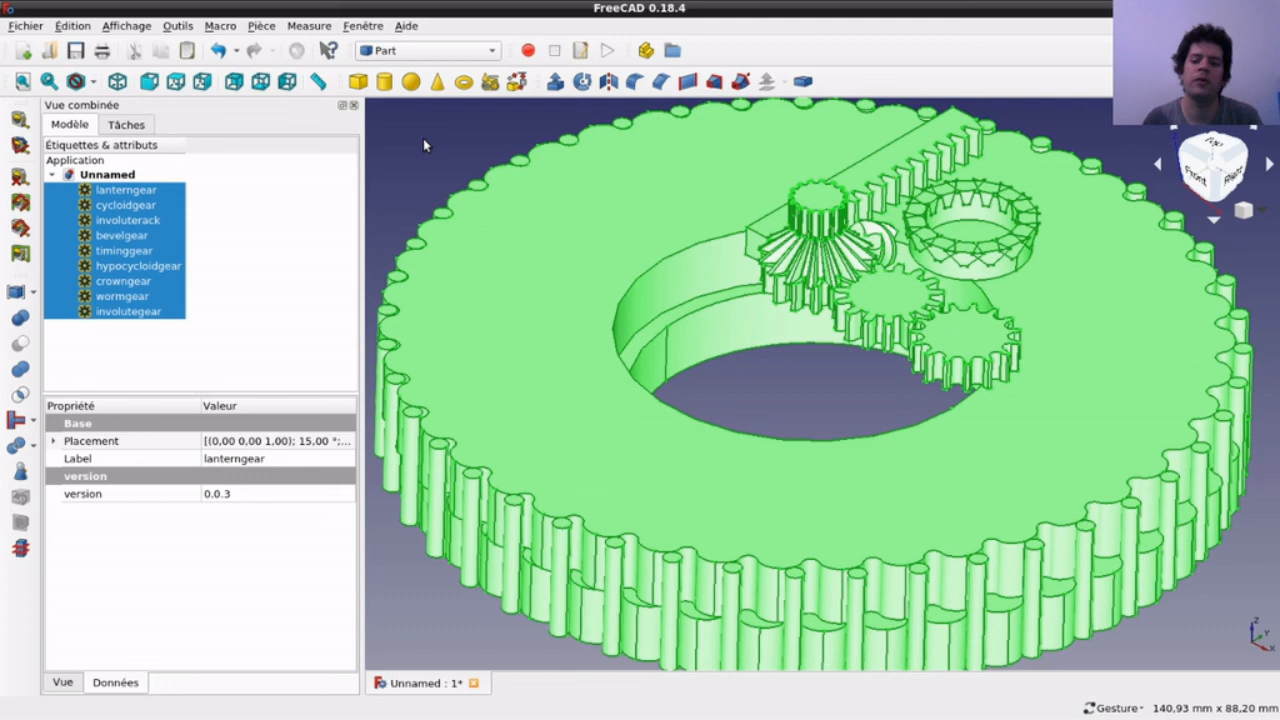 FreeCAD 0.18.4
Fichier Édition Affichage Outils Macro Pièce Measure Fenêtre Aide
Part
Vue combinée
Modèle Tâches
Étiquettes & attributs
Application
Unnamed
lanterngear
cycloidgear
involuterack
bevelgear
timinggear
hypocycloidgear
crowngear
wormgear
involutegear
Propriété Valeur
Base
Placement [(0,00 0,00 1,00); 15,00 °;...
Label lanterngear
version
version 0.0.3
Vue Données
Unnamed : 1*
Front
Right
Z
Y
X
Gesture 140,93 mm x 88,20 mm